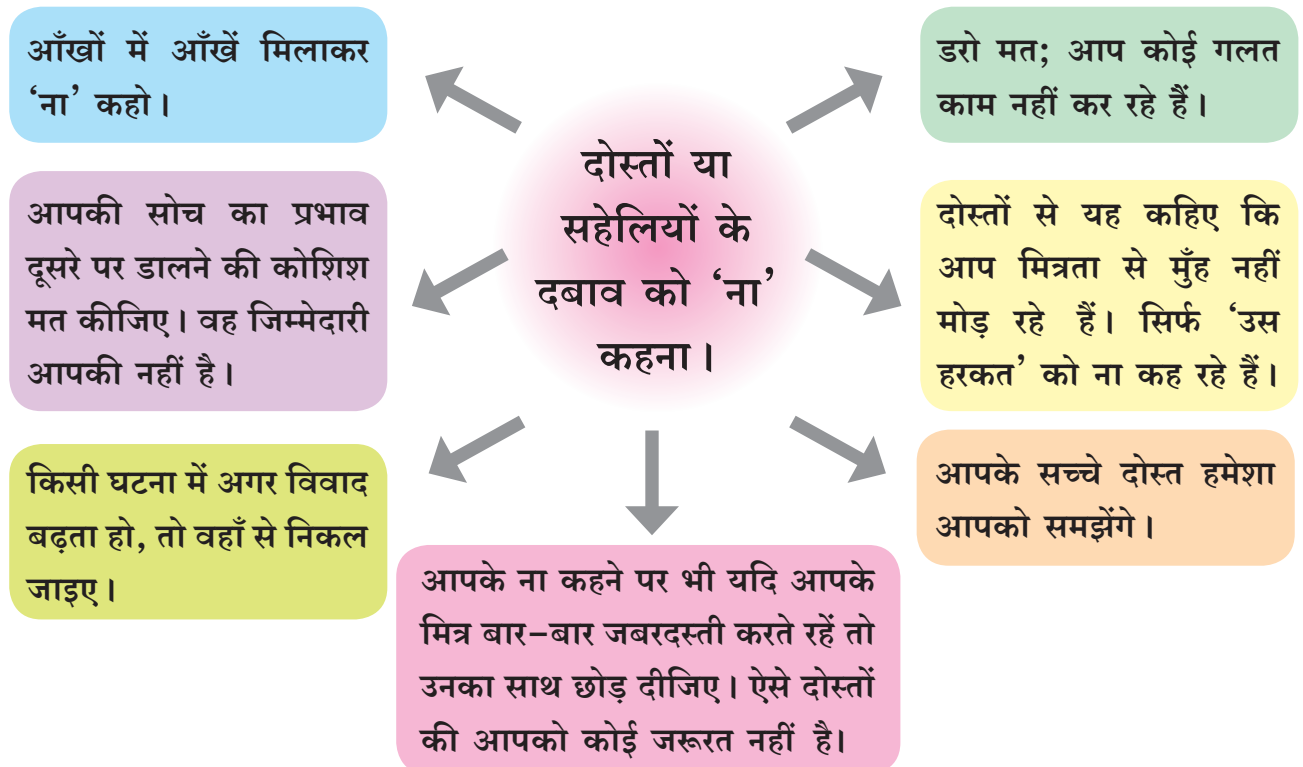 आँखों में आँखें मिलाकर
‘ना’ कहो।
आपकी सोच का प्रभाव
दूसरे पर डालने की कोशिश
मत कीजिए। वह जिम्मेदारी
आपकी नहीं है।
किसी घटना में अगर विवाद
बढ़ता हो, तो वहाँ से निकल
जाइए।
दोस्तों या
सहेलियों के
दबाव को ‘ना’
कहना।
आपके ना कहने पर भी यदि आपके
मित्र बार-बार जबरदस्ती करते रहें तो
उनका साथ छोड़ दीजिए। ऐसे दोस्तों
की आपको कोई जरूरत नहीं है।
डरो मत; आप कोई गलत
काम नहीं कर रहे हैं।
दोस्तों से यह कहिए कि
आप मित्रता से मुँह नहीं
मोड़ रहे हैं। सिर्फ ‘उस
हरकत’ को ना कह रहे हैं।
आपके सच्चे दोस्त हमेशा
आपको समझेंगे।